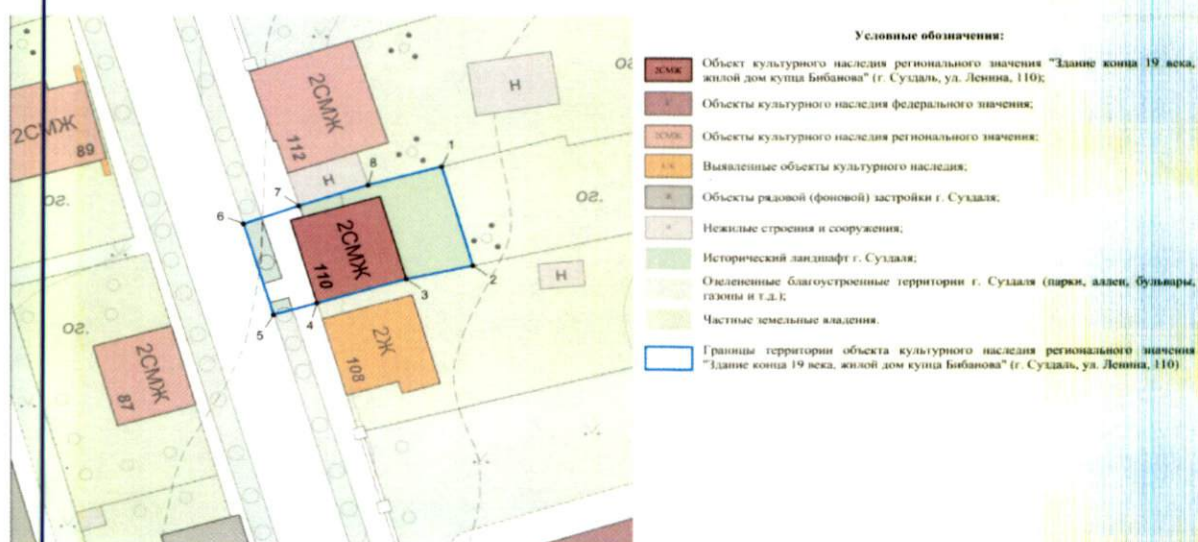 Условные обозначения:
2СМЖ
Объект культурного наследия регионального значения "Здание конца 19 века,
жилой дом купца Бибанова" (г. Суздаль, ул. Ленина, 110);
Объекты культурного наследия федерального значения;
2СМЖ
Объекты культурного наследия регионального значения;
Выявленные объекты культурного наследия;
Объекты рядовой (фоновой) застройки г. Суздаля;
Нежилые строения и сооружения;
Исторический ландшафт г. Суздаля;
Озелененные благоустроенные территории г. Суздаля (парки, аллеи, бульвары,
газоны и т.д.);
Частные земельные владения.
Границы территории объекта культурного наследия регионального значения
"Здание конца 19 века, жилой дом купца Бибанова" (г. Суздаль, ул. Ленина, 110)
2СМЖ
112
Н
ог.
2СМЖ
89
Н
8
1
7
6
ог.
2СМЖ
110
2
Н
3
4
5
ог.
2Ж
108
2СМЖ
87